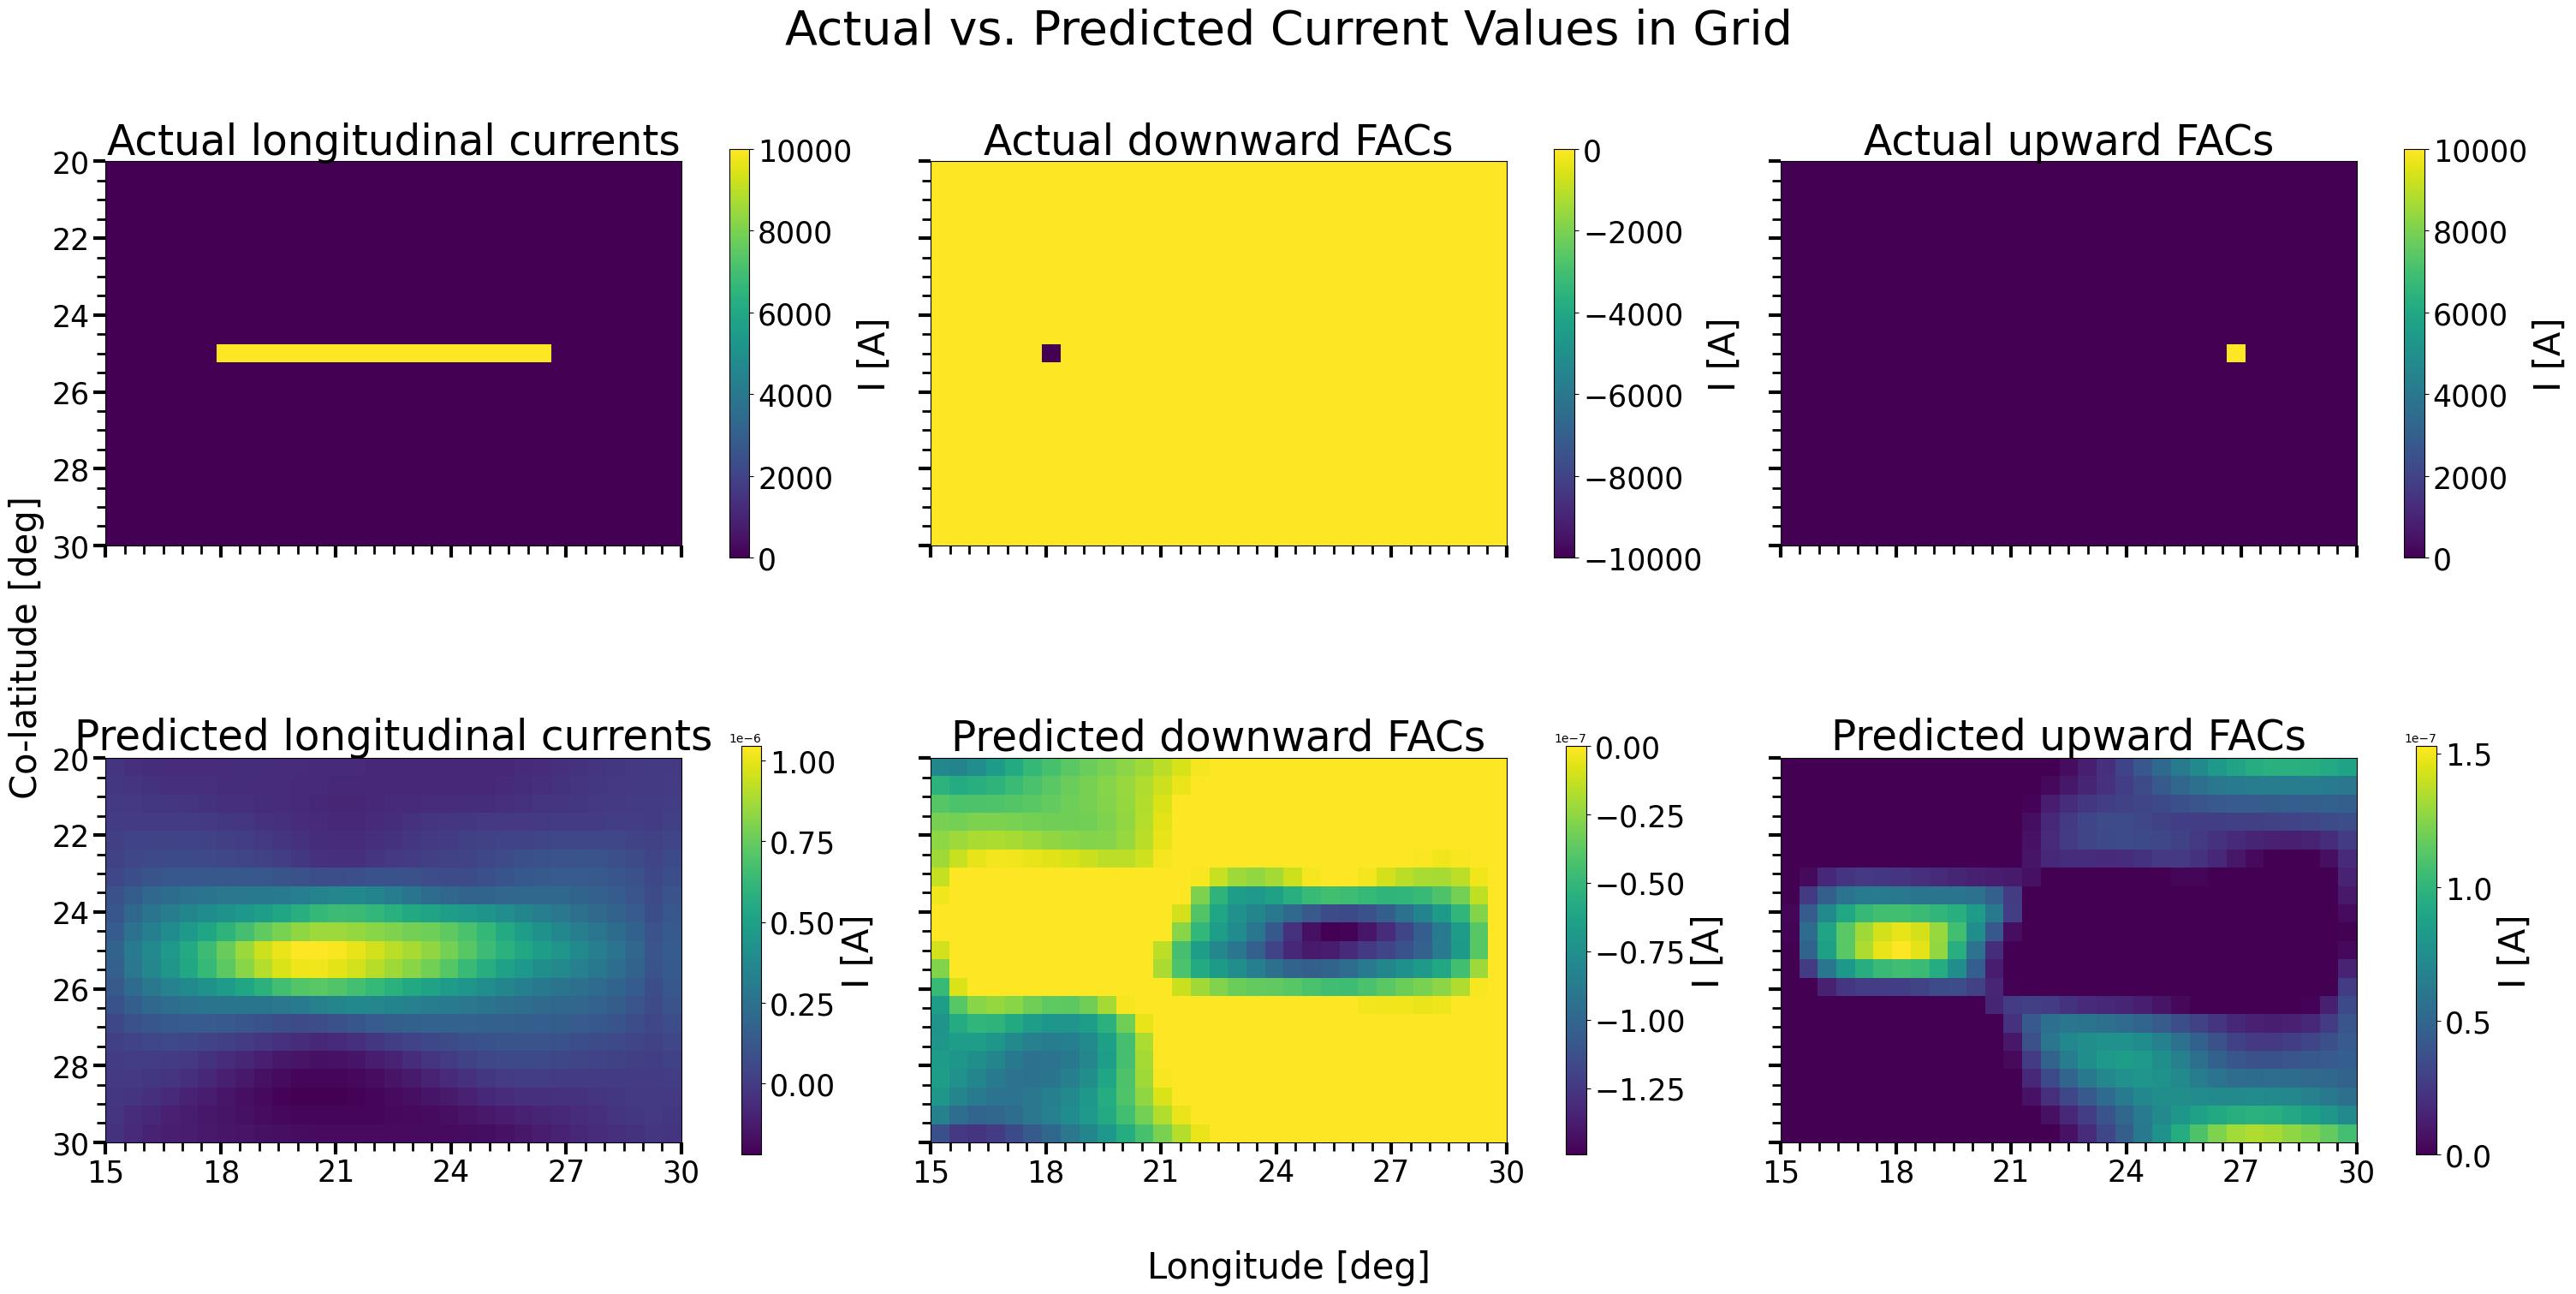 Actual vs. Predicted Current Values in Grid
Actual longitudinal currents
Actual downward FACs
Actual upward FACs
20
22
24
26
28
30
10000
8000
6000
4000
2000
0
I [A]
0
−2000
−4000
−6000
−8000
−10000
I [A]
10000
8000
6000
4000
2000
0
I [A]
Co-latitude [deg]
Predicted longitudinal currents
Predicted downward FACs
Predicted upward FACs
20
22
24
26
28
30
15 18 21 24 27 30
1e−6
1.00
0.75
0.50
0.25
0.00
I [A]
15 18 21 24 27 30
1e−7
0.00
−0.25
−0.50
−0.75
−1.00
−1.25
I [A]
15 18 21 24 27 30
1e−7
1.5
1.0
0.5
0.0
I [A]
Longitude [deg]